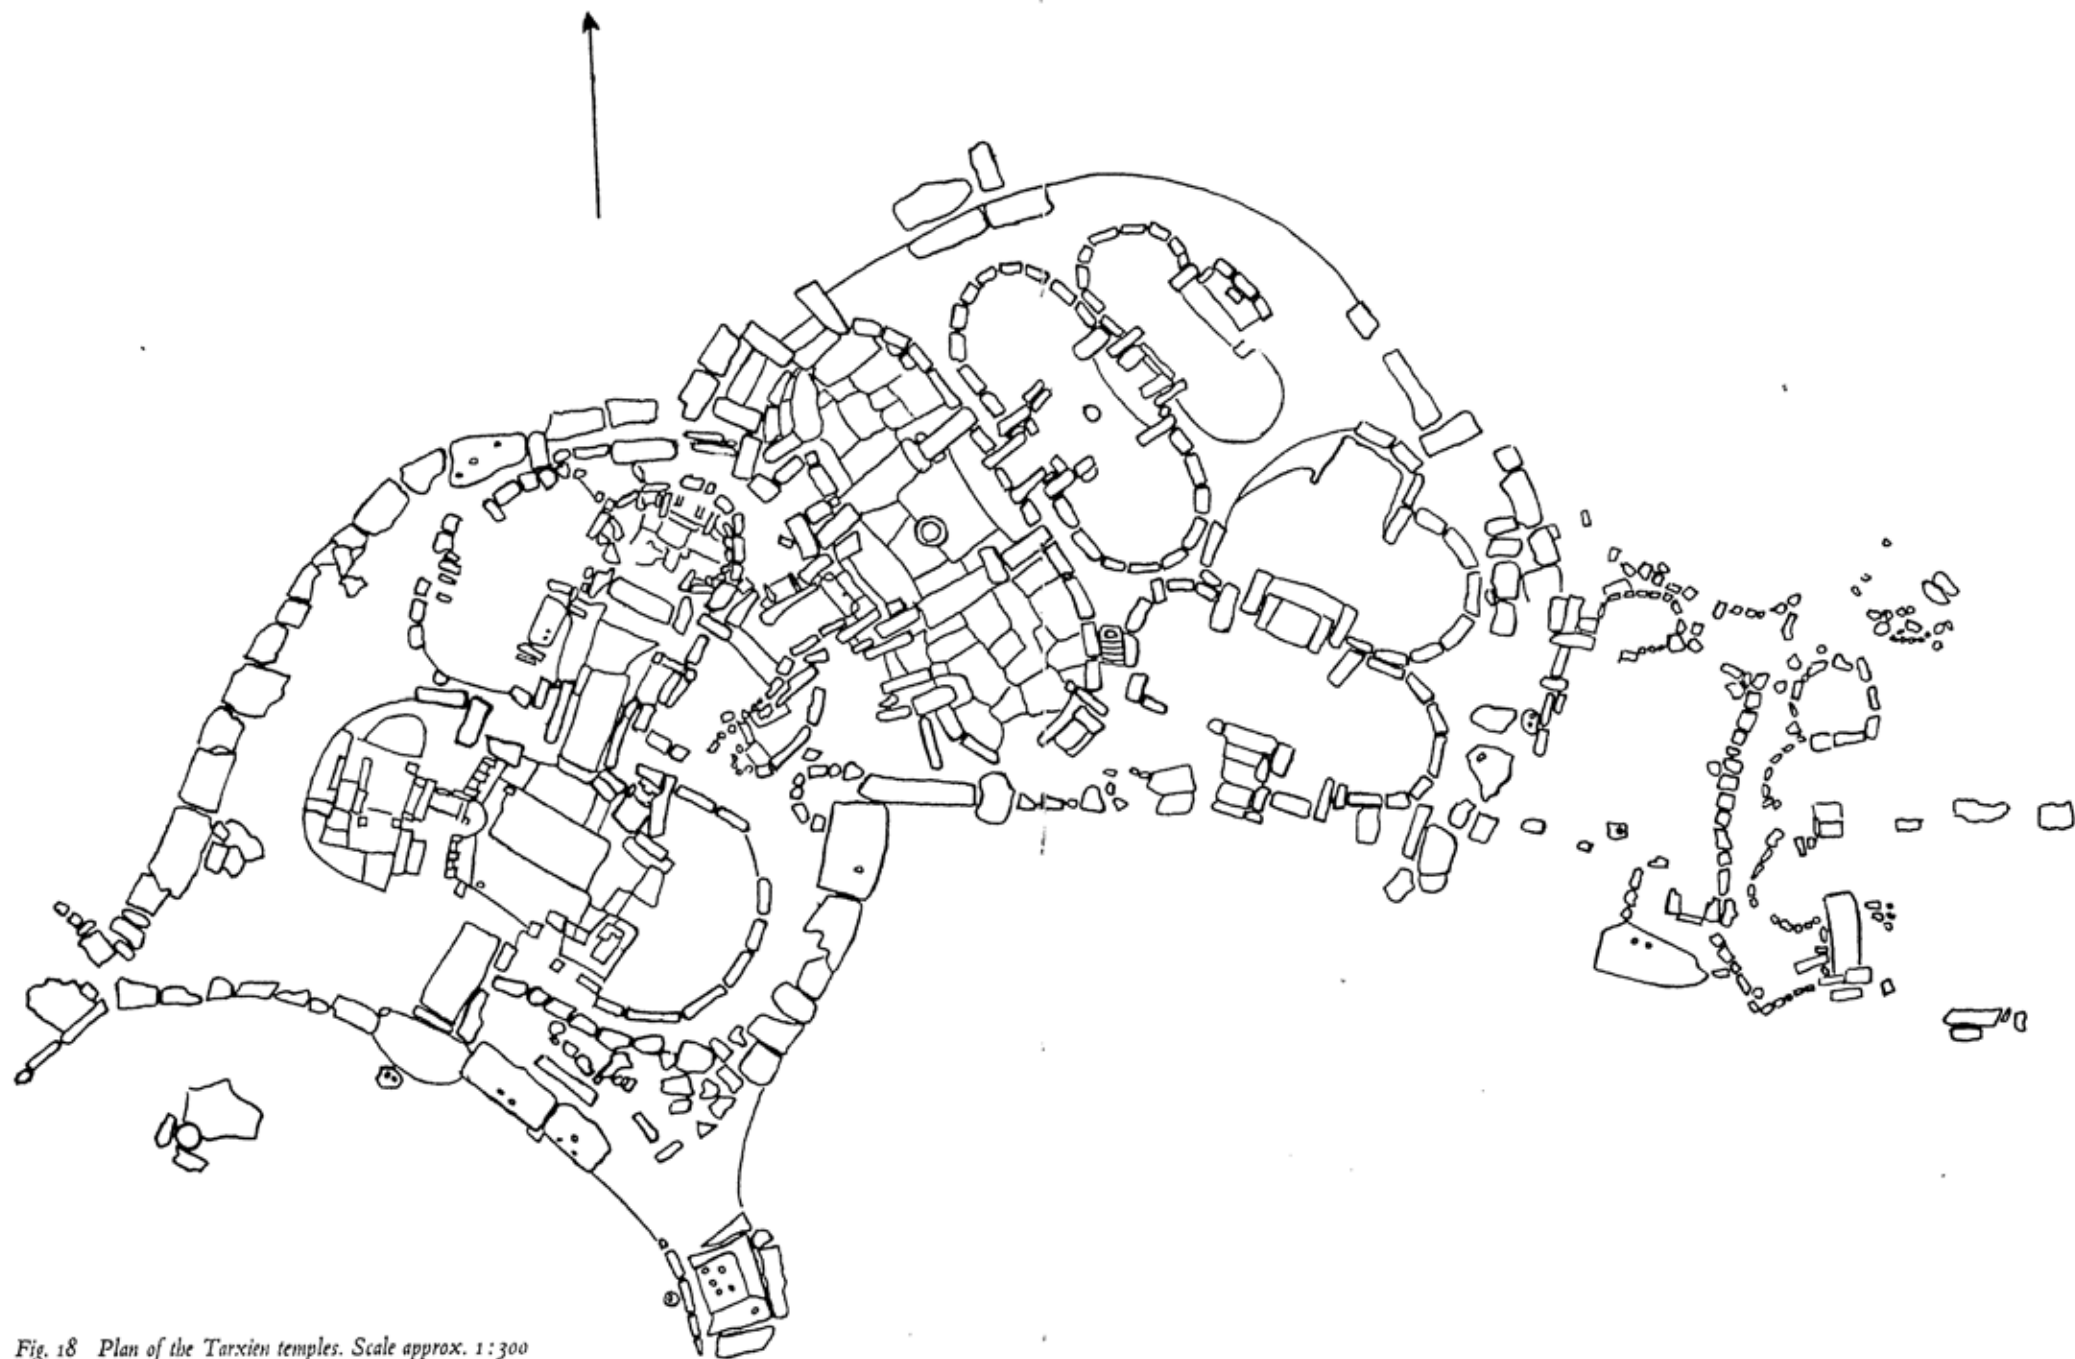 Fig. 18 Plan of the Tarxien temples. Scale approx. 1:300